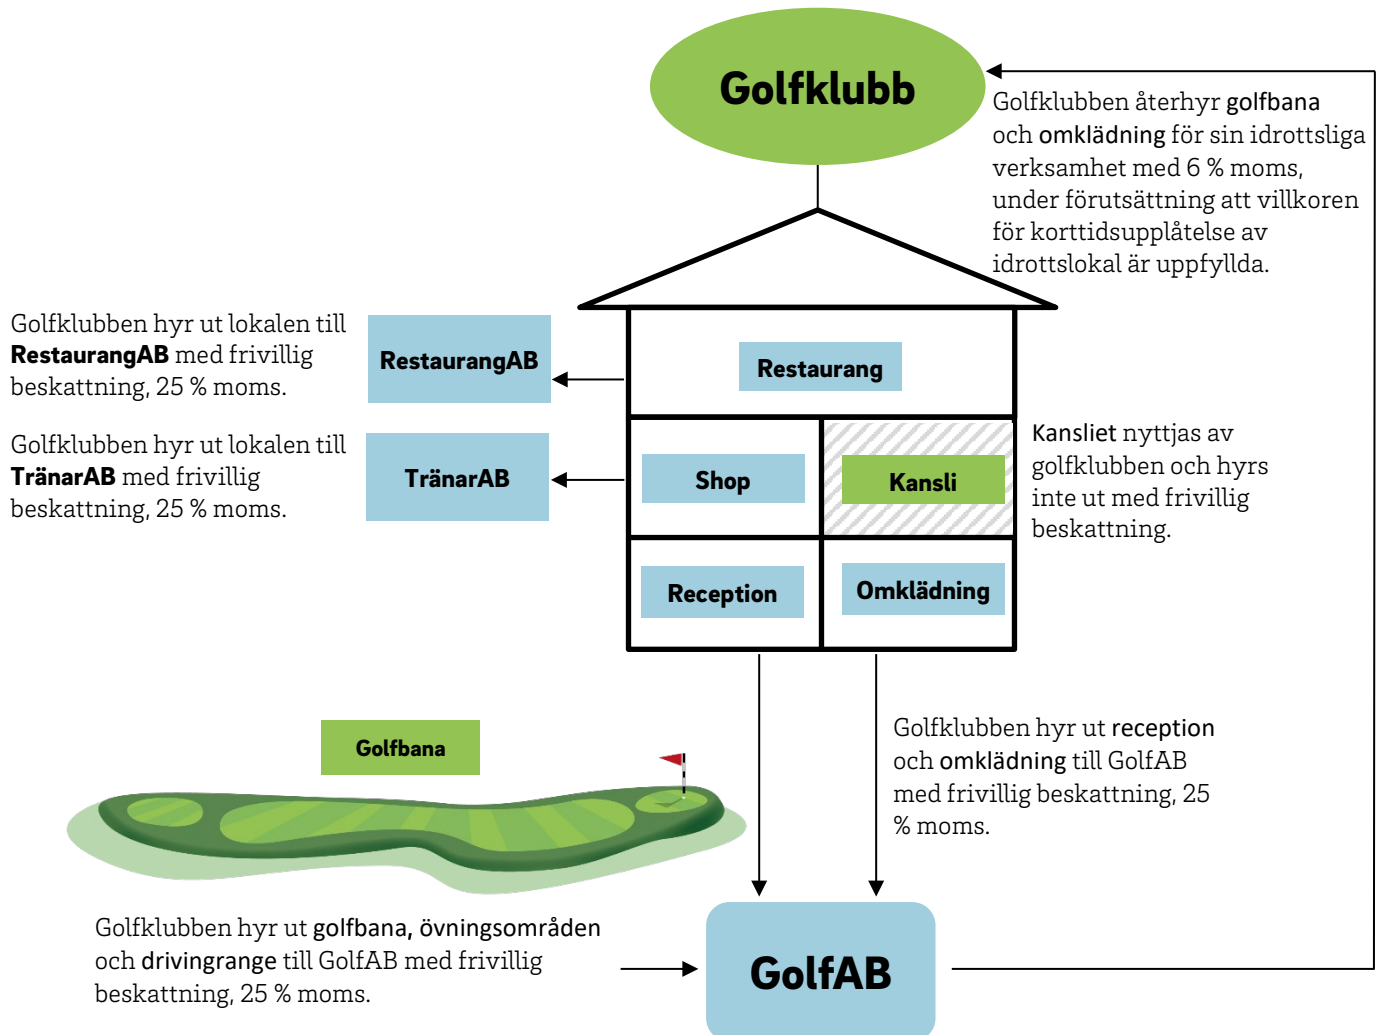 Golfklubb
Golfklubben återhyr golfbana
och omklädning för sin idrottsliga
verksamhet med 6 % moms,
under förutsättning att villkoren
för korttidsupplåtelse av
idrottslokal är uppfyllda.
Golfklubben hyr ut lokalen till
RestaurangAB med frivillig
beskattning, 25 % moms.
RestaurangAB
Restaurang
Golfklubben hyr ut lokalen till
TränarAB med frivillig
beskattning, 25 % moms.
TränarAB
Shop
Kansli
Kansliet nyttjas av
golfklubben och hyrs
inte ut med frivillig
beskattning.
Reception
Omklädning
Golfbana
Golfklubben hyr ut reception
och omklädning till GolfAB
med frivillig beskattning, 25
% moms.
Golfklubben hyr ut golfbana, övningsområden
och drivingrange till GolfAB med frivillig
beskattning, 25 % moms.
GolfAB